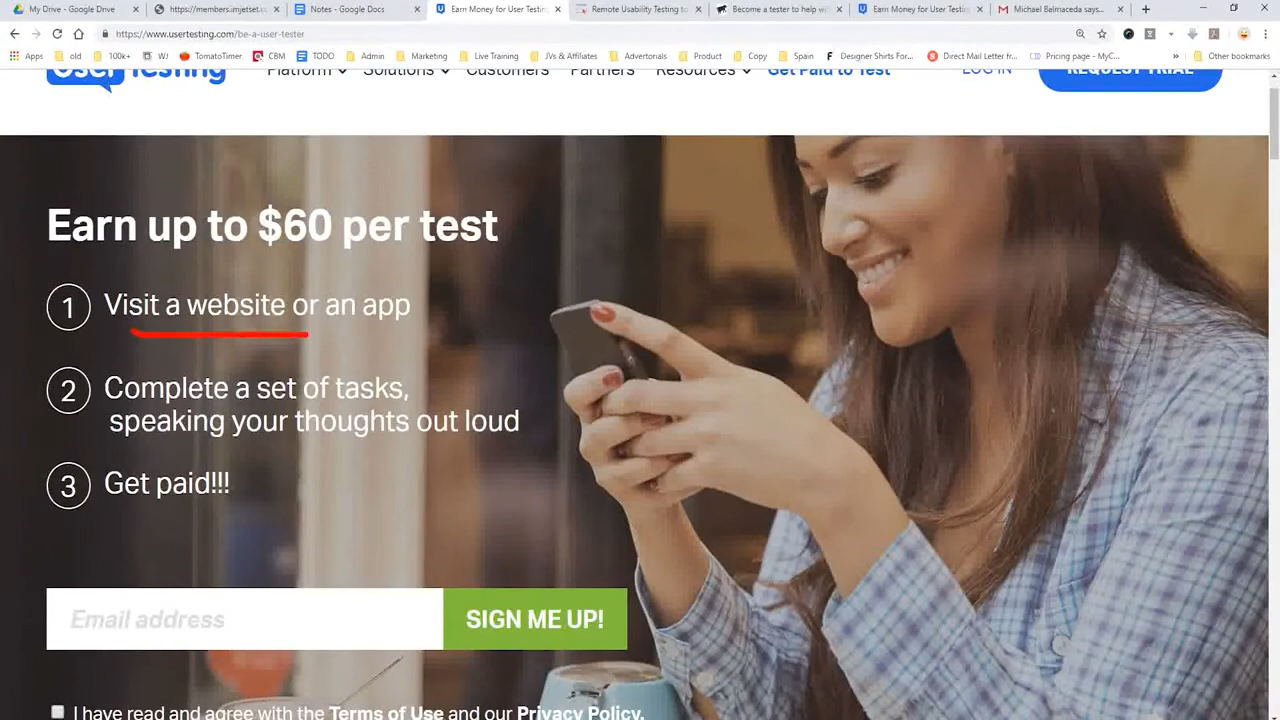 My Drive - Google Drive
https://members.imjetset.c
Notes - Google Docs
Earn Money for User Testin
Remote Usability Testing to
Become a tester to help wi
Earn Money for User Testin
Michael Balmaceda says...
https://www.usertesting.com/be-a-user-tester
Apps
old
100k+
WJ
TomatoTimer
CBM
TODO
Admin
Marketing
Live Training
JVs & Affiliates
Advertorials
Product
Copy
Spain
Designer Shirts For...
Direct Mail Letter fr...
Pricing page - MyC...
»
Other bookmarks
UserTesting
Platform
Solutions
Customers
Partners
Resources
Get Paid to Test
LOG IN
REQUEST TRIAL
Earn up to $60 per test
1 Visit a website or an app
2 Complete a set of tasks,
speaking your thoughts out loud
3 Get paid!!!
Email address
SIGN ME UP!
I have read and agree with the Terms of Use and our Privacy Policy.